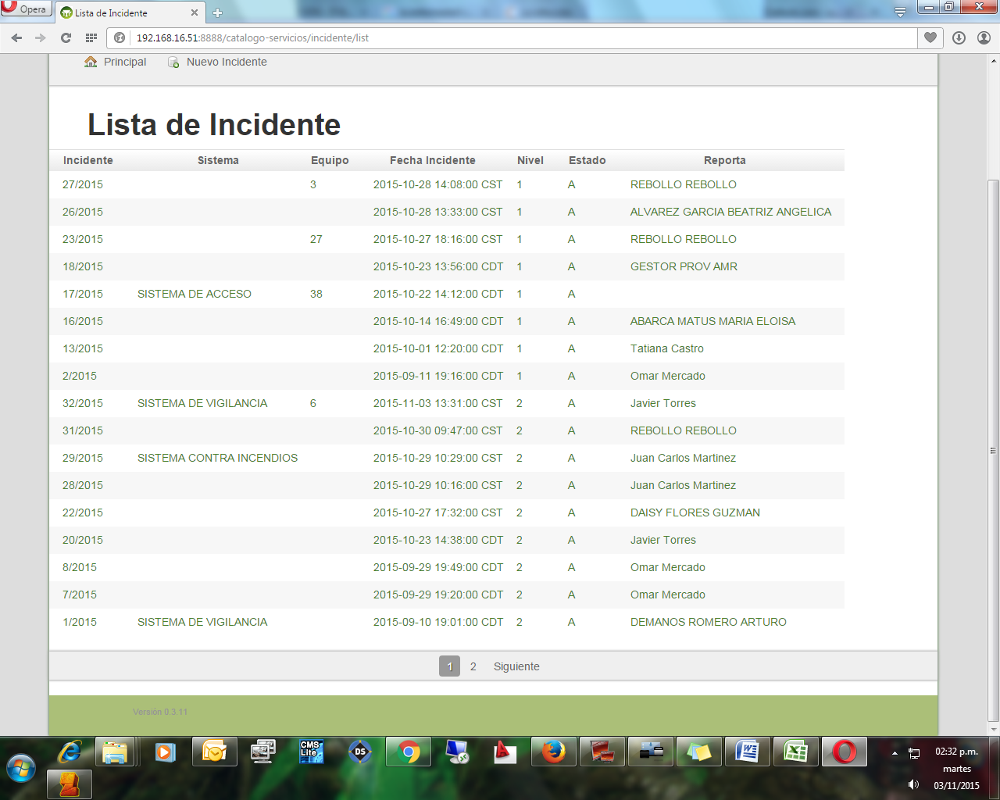 Opera
Lista de Incidente
192.168.16.51:8888/catalogo-servicios/incidente/list
Principal Nuevo Incidente
Lista de Incidente
Incidente Sistema Equipo Fecha Incidente Nivel Estado Reporta
27/2015 3 2015-10-28 14:08:00 CST 1 A REBOLLO REBOLLO
26/2015 2015-10-28 13:33:00 CST 1 A ALVAREZ GARCIA BEATRIZ ANGELICA
23/2015 27 2015-10-27 18:16:00 CST 1 A REBOLLO REBOLLO
18/2015 2015-10-23 13:56:00 CDT 1 A GESTOR PROV AMR
17/2015 SISTEMA DE ACCESO 38 2015-10-22 14:12:00 CDT 1 A
16/2015 2015-10-14 16:49:00 CDT 1 A ABARCA MATUS MARIA ELOISA
13/2015 2015-10-01 12:20:00 CDT 1 A Tatiana Castro
2/2015 2015-09-11 19:16:00 CDT 1 A Omar Mercado
32/2015 SISTEMA DE VIGILANCIA 6 2015-11-03 13:31:00 CST 2 A Javier Torres
31/2015 2015-10-30 09:47:00 CST 2 A REBOLLO REBOLLO
29/2015 SISTEMA CONTRA INCENDIOS 2015-10-29 10:29:00 CST 2 A Juan Carlos Martinez
28/2015 2015-10-29 10:16:00 CST 2 A Juan Carlos Martinez
22/2015 2015-10-27 17:32:00 CST 2 A DAISY FLORES GUZMAN
20/2015 2015-10-23 14:38:00 CDT 2 A Javier Torres
8/2015 2015-09-29 19:49:00 CDT 2 A Omar Mercado
7/2015 2015-09-29 19:20:00 CDT 2 A Omar Mercado
1/2015 SISTEMA DE VIGILANCIA 2015-09-10 19:01:00 CDT 2 A DEMANOS ROMERO ARTURO
1 2 Siguiente
Versión 0.3.11
CMS Lite
DS
02:32 p.m.
martes
03/11/2015